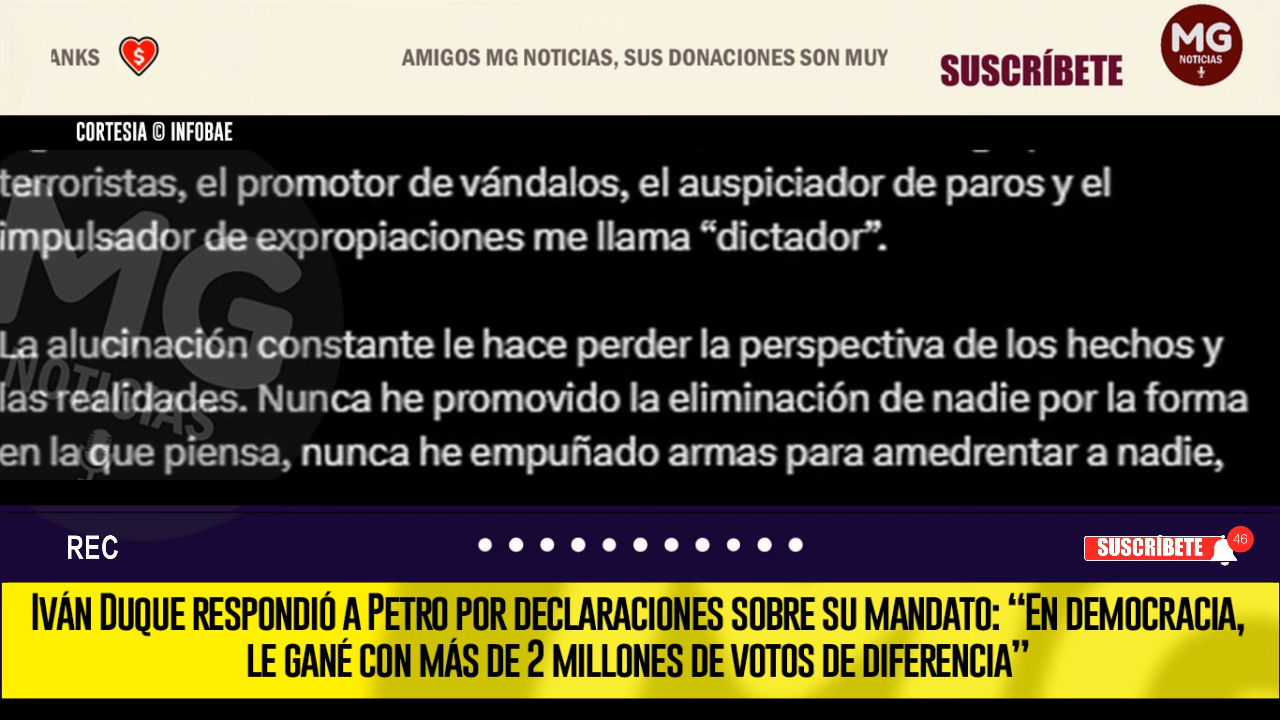 ANKS
AMIGOS MG NOTICIAS, SUS DONACIONES SON MUY
SUSCRÍBETE
MG
NOTICIAS
CORTESIA © INFOBAE
terroristas, el promotor de vándalos, el auspiciador de paros y el
impulsador de expropiaciones me llama “dictador”.
La alucinación constante le hace perder la perspectiva de los hechos y
las realidades. Nunca he promovido la eliminación de nadie por la forma
en la que piensa, nunca he empuñado armas para amedrentar a nadie,
MG
NOTICIAS
REC
SUSCRÍBETE
46
Iván Duque respondió a Petro por declaraciones sobre su mandato: “En democracia,
le gané con más de 2 millones de votos de diferencia”